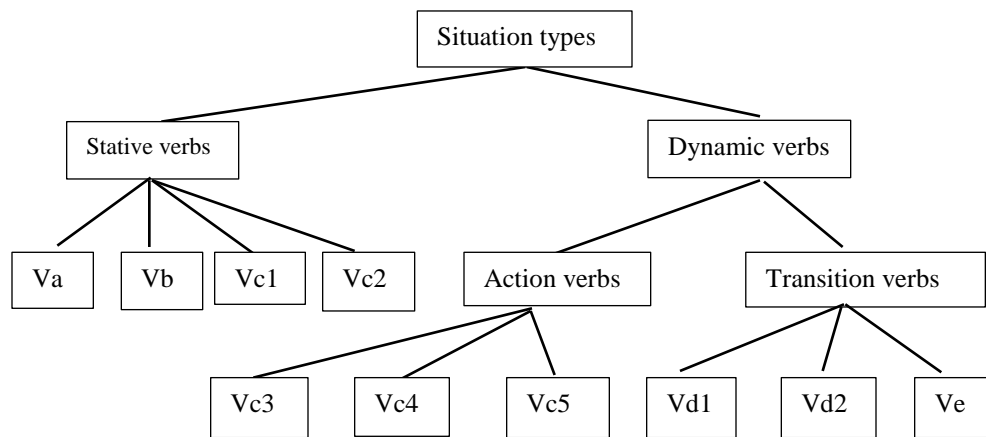 Situation types
Stative verbs
Dynamic verbs
Va
Vb
Vc1
Vc2
Action verbs
Transition verbs
Vc3
Vc4
Vc5
Vd1
Vd2
Ve